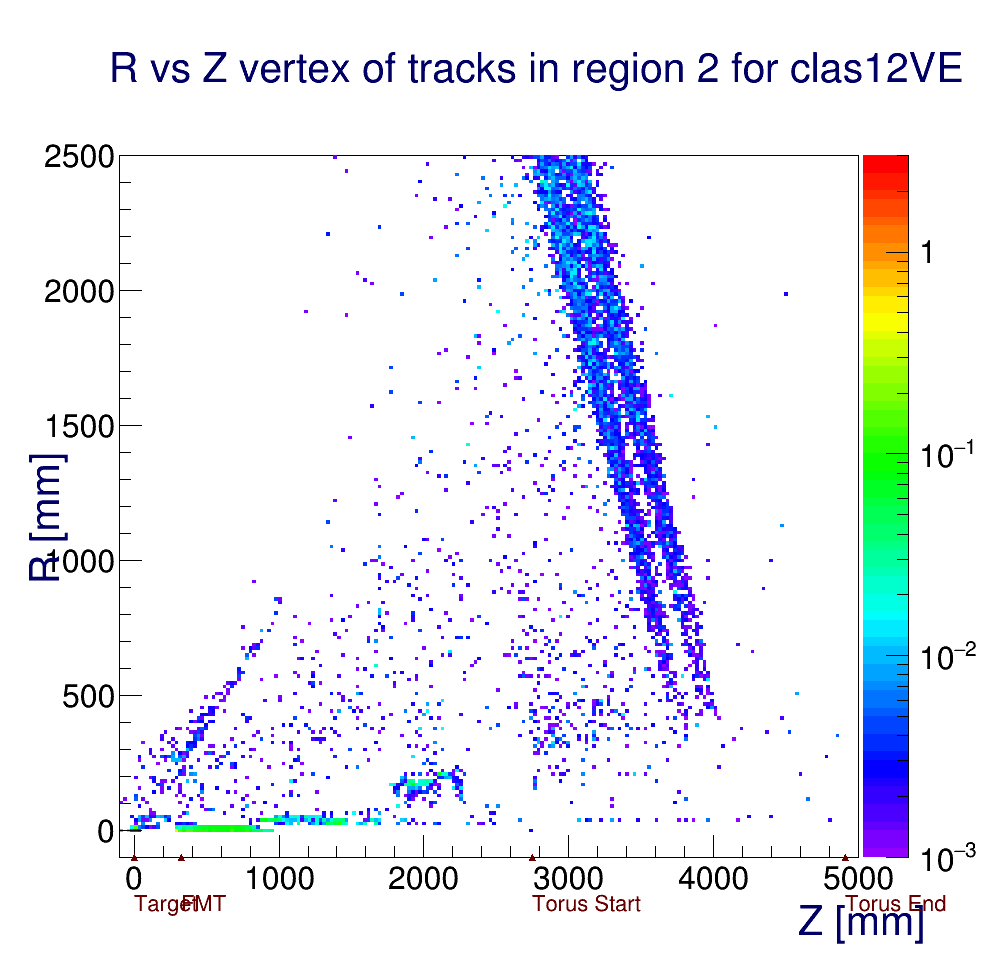 R vs Z vertex of tracks in region 2 for clas12VE
2500
2000
1500
1000
500
0
R [mm]
1
10⁻¹
10⁻²
10⁻³
0 1000 2000 3000 4000 5000
Target FMT Torus Start Torus End
Z [mm]